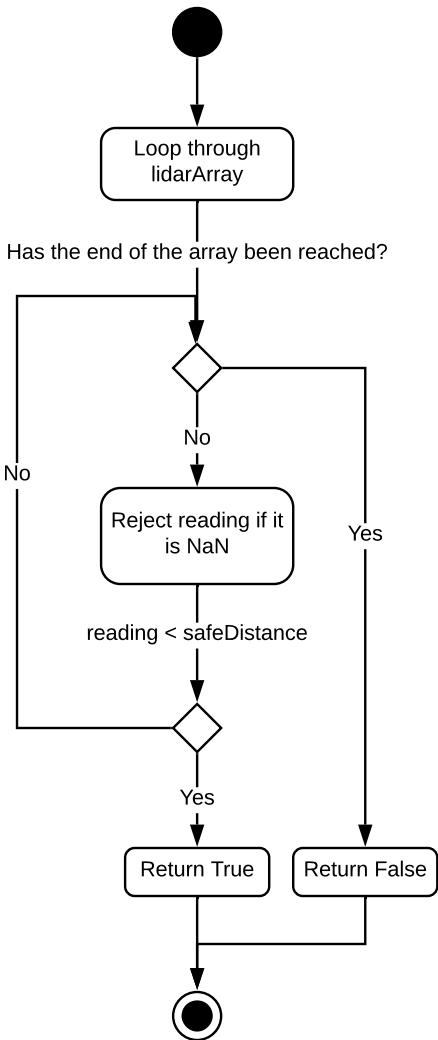 Loop through
lidarArray
Has the end of the array been reached?
No
No
Reject reading if it
is NaN
Yes
reading < safeDistance
Yes
Return True
Return False